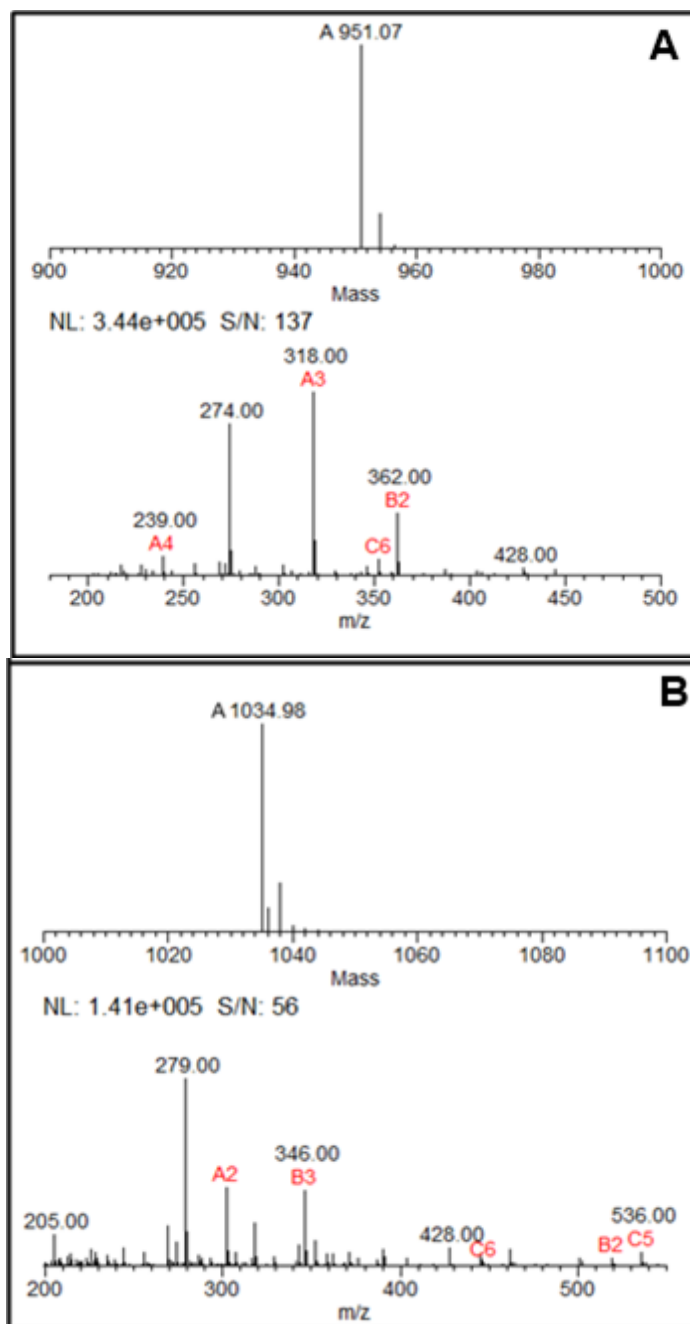 A 951.07
A
900 920 940 960 980 1000
Mass
NL: 3.44e+005 S/N: 137
318.00
A3
274.00
362.00
B2
239.00
A4
C6
428.00
200 250 300 350 400 450 500
m/z
B
A 1034.98
1000 1020 1040 1060 1080 1100
Mass
NL: 1.41e+005 S/N: 56
279.00
A2
346.00
B3
205.00
428.00
C6
536.00
B2
C5
200 300 400 500
m/z